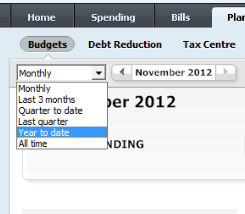 Home Spending Bills Plan
Budgets Debt Reduction Tax Centre
Monthly November 2012
Monthly
Last 3 months
Quarter to date
Last quarter
Year to date
All time
ber 2012
NDING